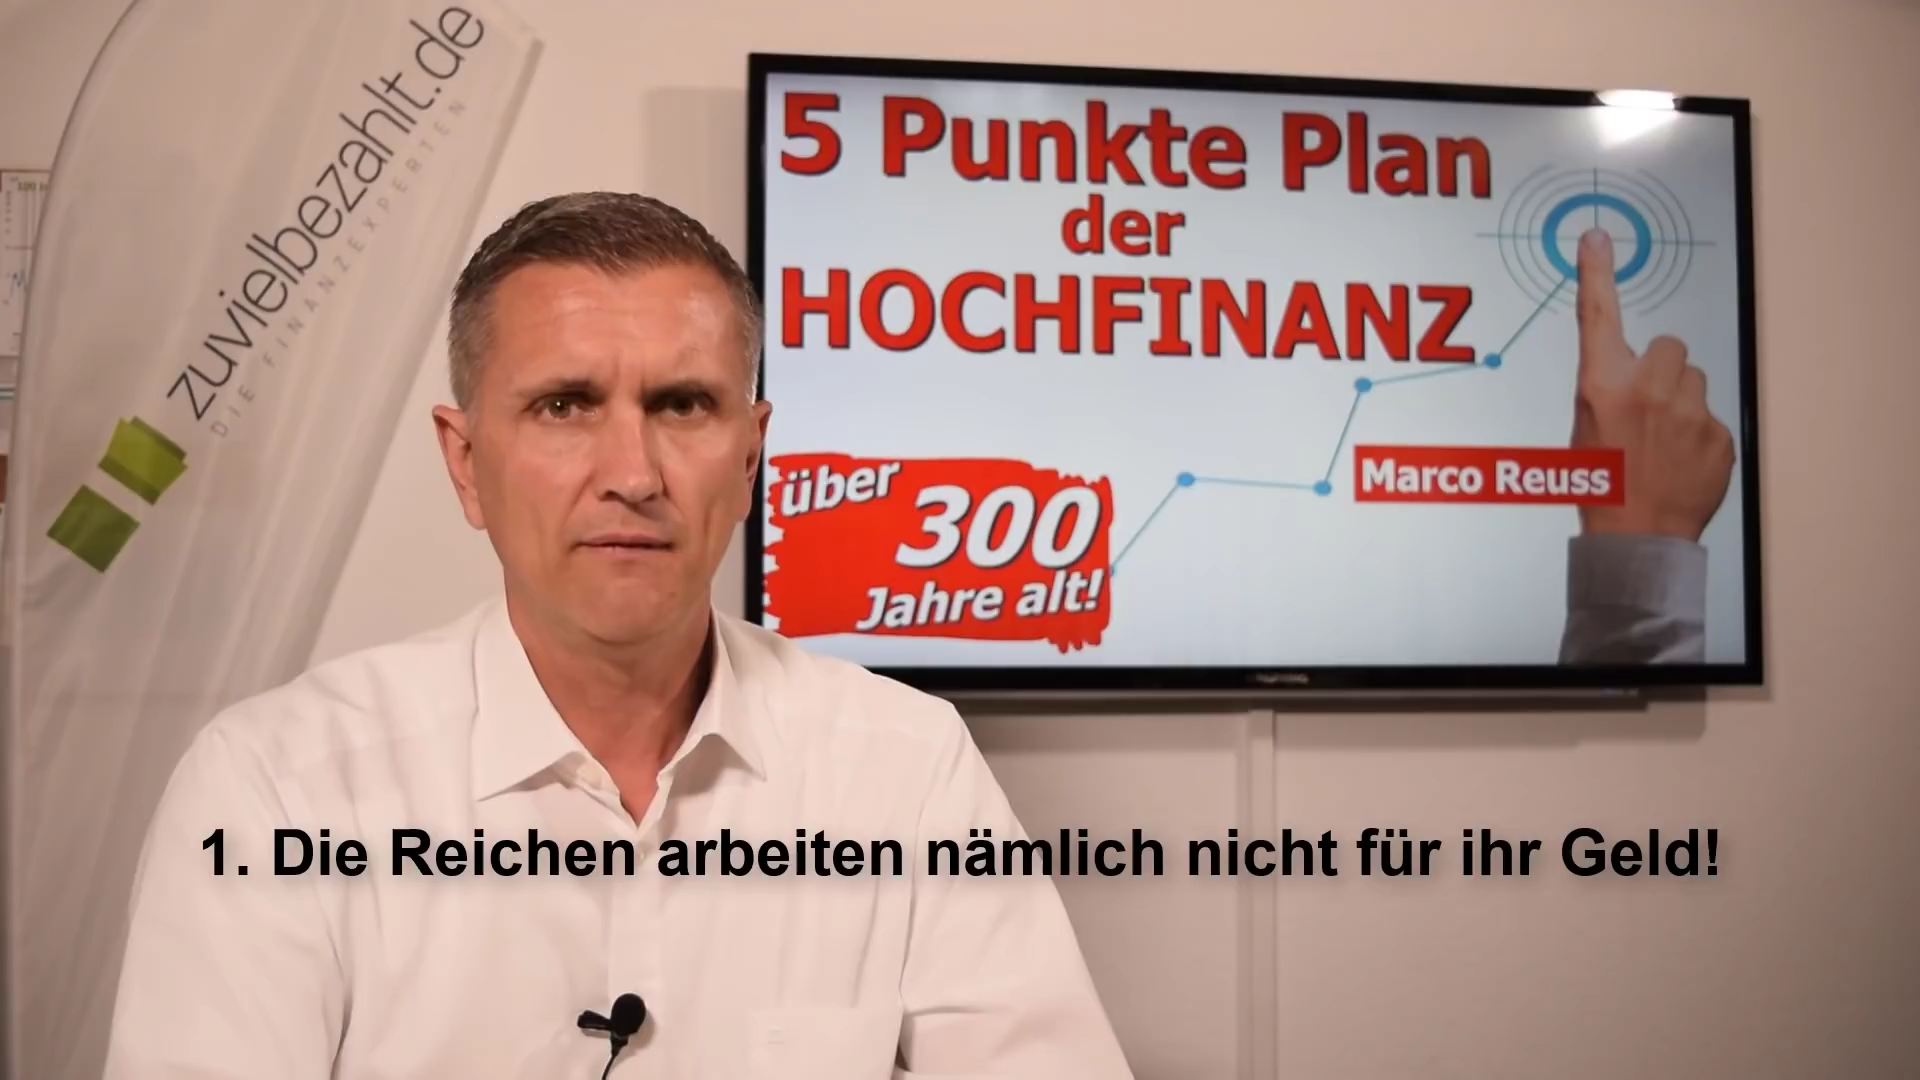 zuvielbezahlt.de
DIE FINANZEXPERTEN
5 Punkte Plan
der
HOCHFINANZ
über
300
Jahre alt!
Marco Reuss
1. Die Reichen arbeiten nämlich nicht für ihr Geld!